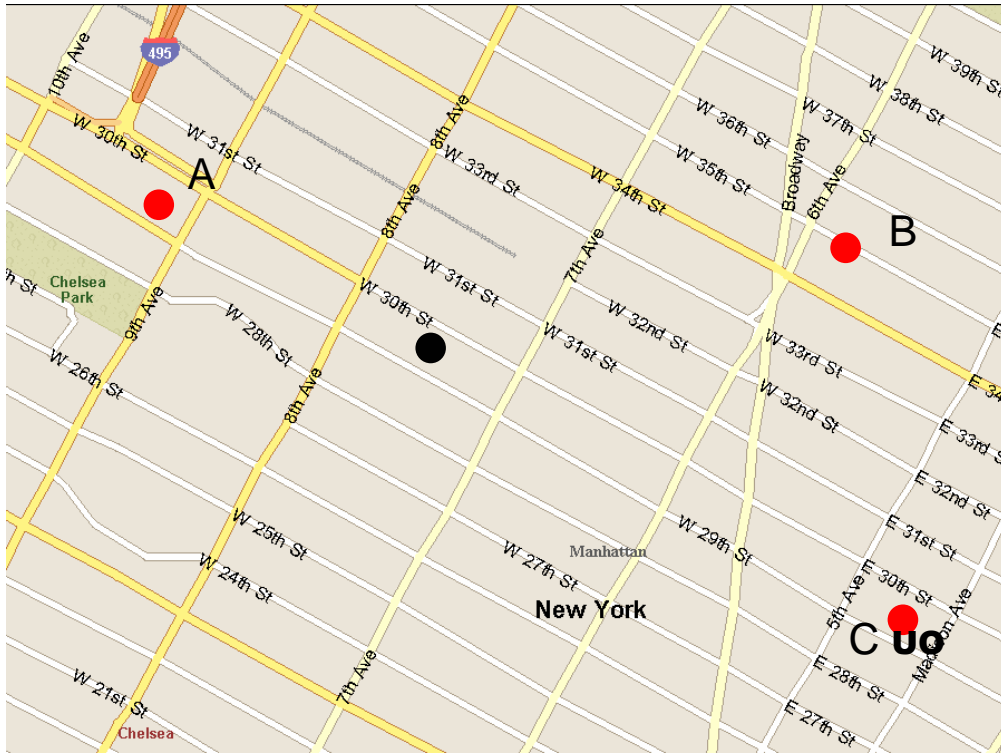 10th Ave
495
W 30th St
W 31st St
A
8th Ave
W 33rd St
8th Ave
W 34th St
W 39th St
W 38th St
W 37th St
W 36th St
W 35th St
Broadway
6th Ave
B
7th Ave
Chelsea
Park
9th Ave
W 31st St
W 30th St
W 28th St
W 26th St
8th Ave
W 32nd St
W 31st St
W 33rd St
W 32nd St
E
E 34
E 33rd S
E 32nd St
E 31st St
E 30th St
W 25th St
W 24th St
W 27th St
W 29th St
Manhattan
New York
5th Ave
C uo
Madison Ave
E 28th St
E 27th St
7th Ave
W 21st St
Chelsea